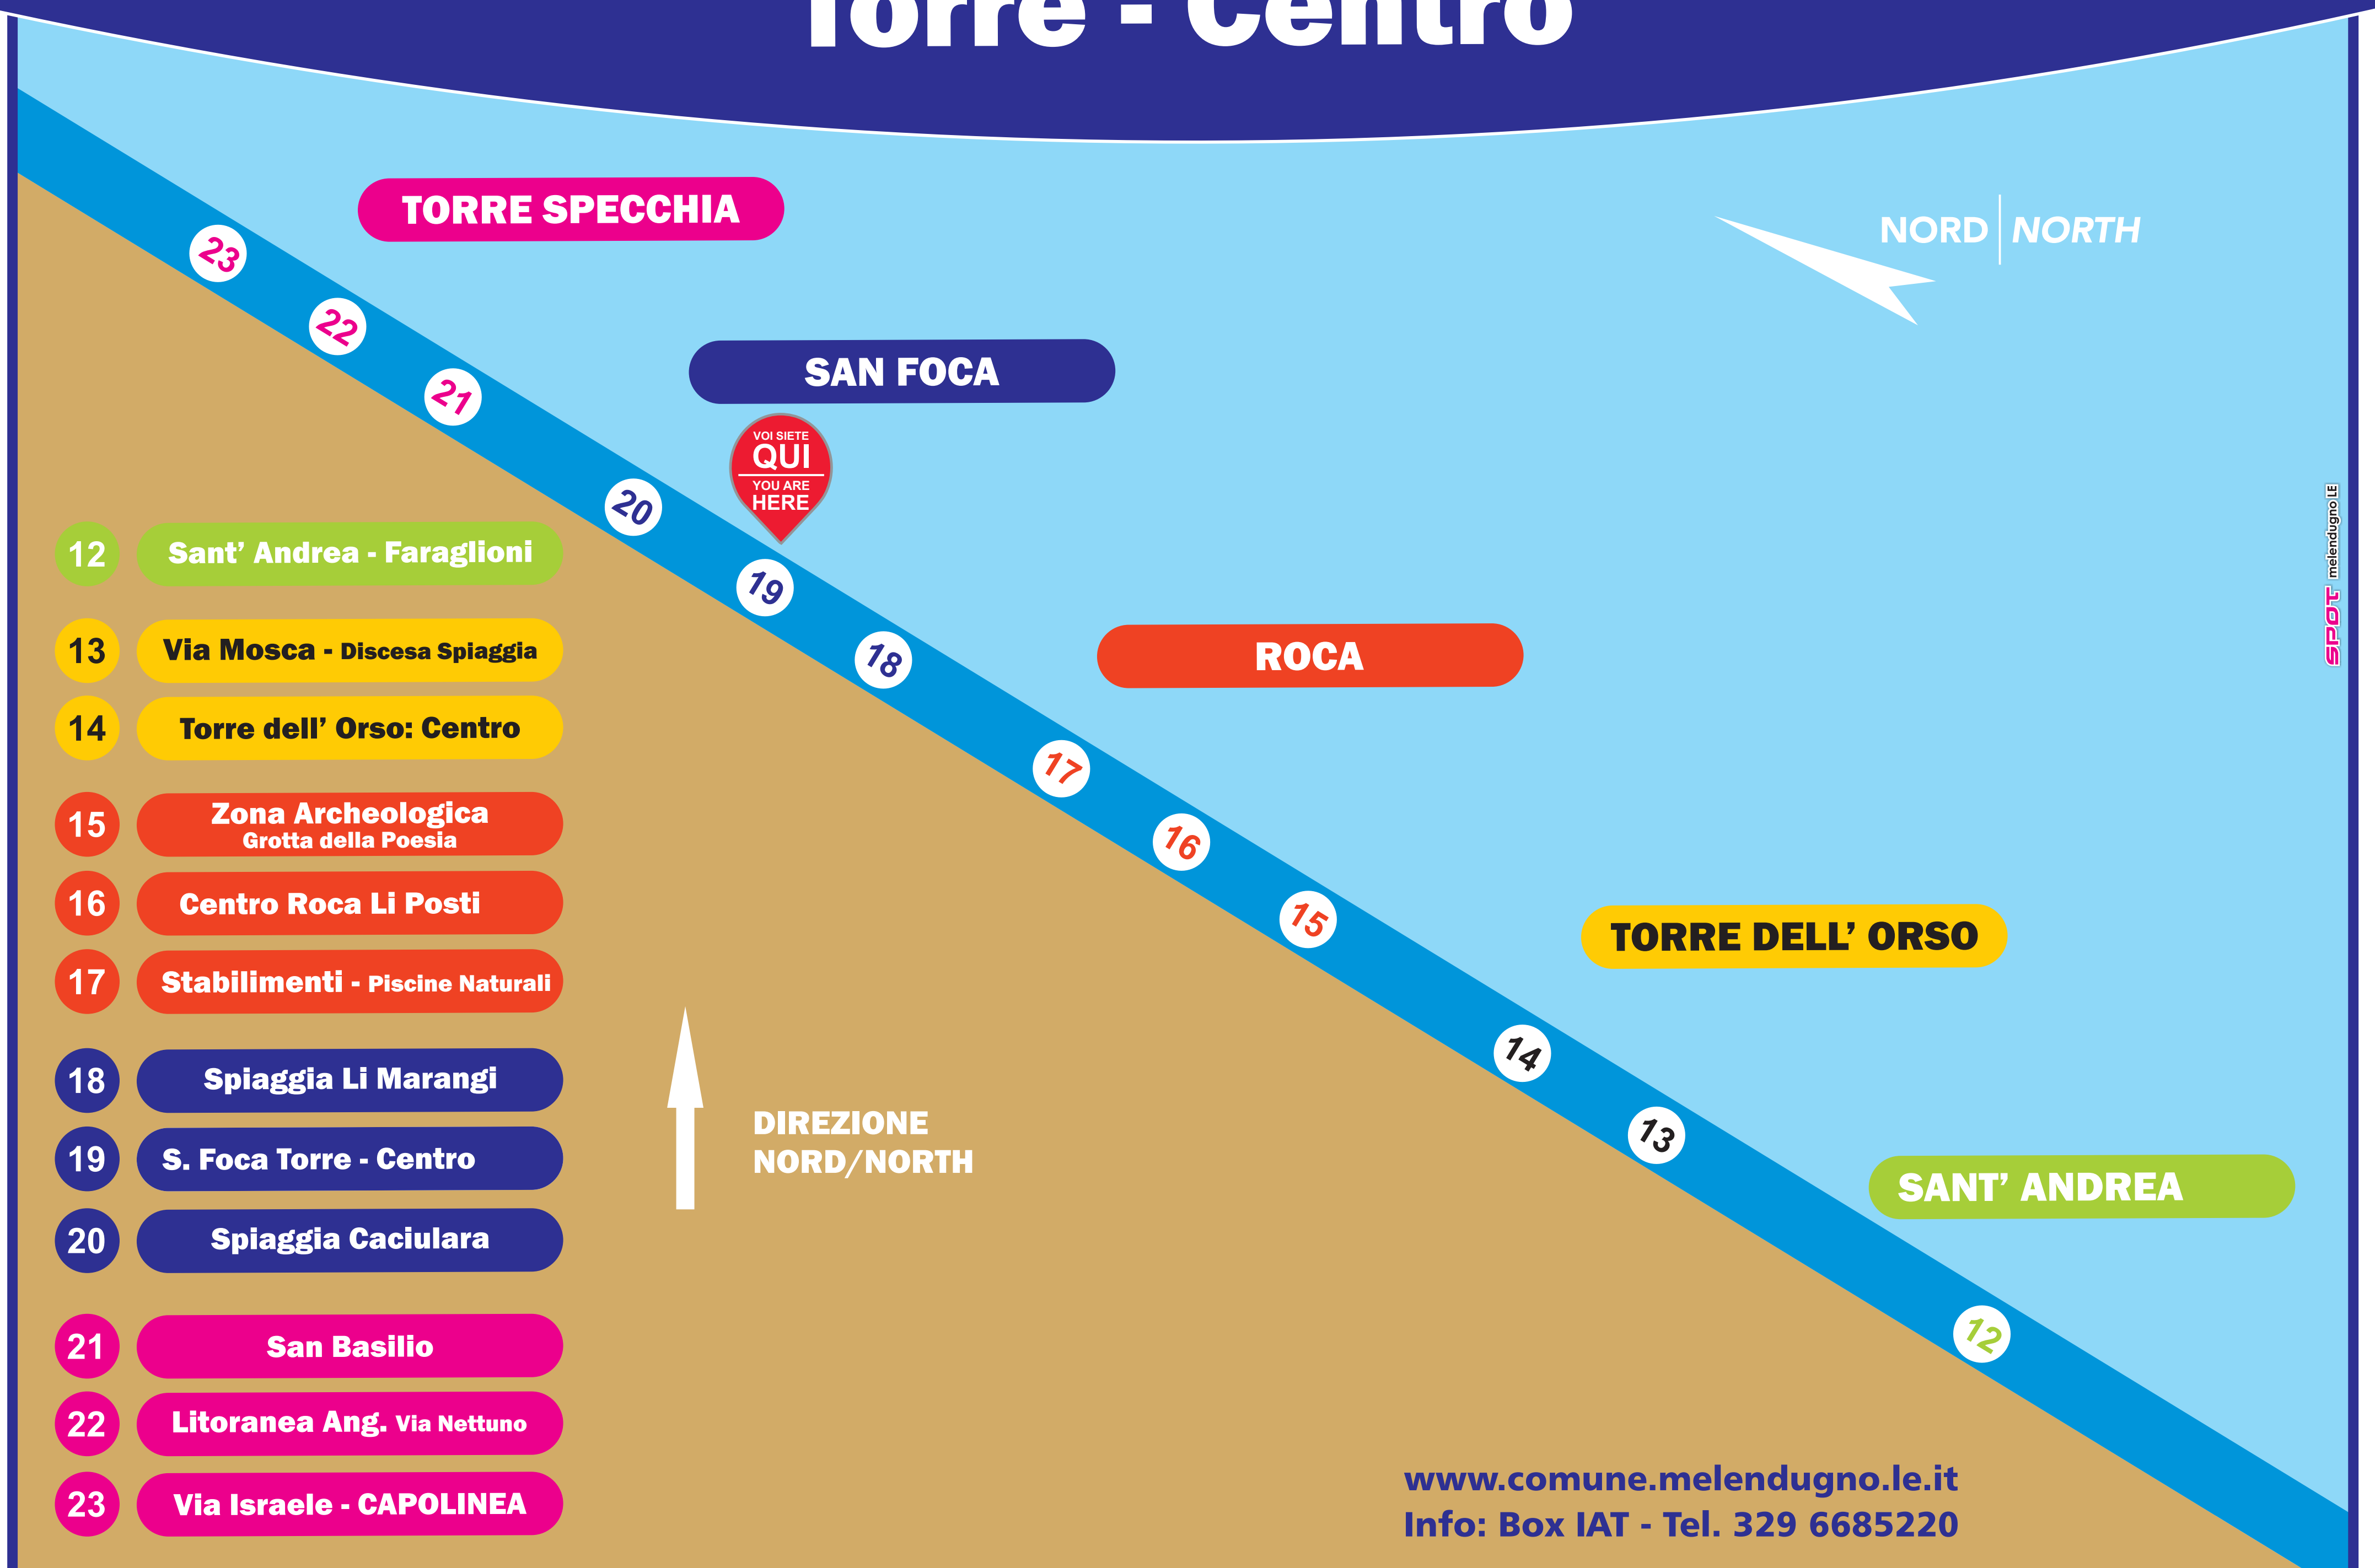 Torre - Centro
TORRE SPECCHIA
NORD NORTH
23
22
21
SAN FOCA
VOI SIETE
QUI
YOU ARE
HERE
20
19
18
ROCA
17
16
15
TORRE DELL’ ORSO
14
13
SANT’ ANDREA
12
12 Sant’ Andrea - Faraglioni
13 Via Mosca - Discesa Spiaggia
14 Torre dell’ Orso: Centro
15 Zona Archeologica
Grotta della Poesia
16 Centro Roca Li Posti
17 Stabilimenti - Piscine Naturali
18 Spiaggia Li Marangi
19 S. Foca Torre - Centro
20 Spiaggia Caciulara
21 San Basilio
22 Litoranea Ang. Via Nettuno
23 Via Israele - CAPOLINEA
DIREZIONE
NORD/NORTH
www.comune.melendugno.le.it
Info: Box IAT - Tel. 329 6685220
SPOT melendugno LE